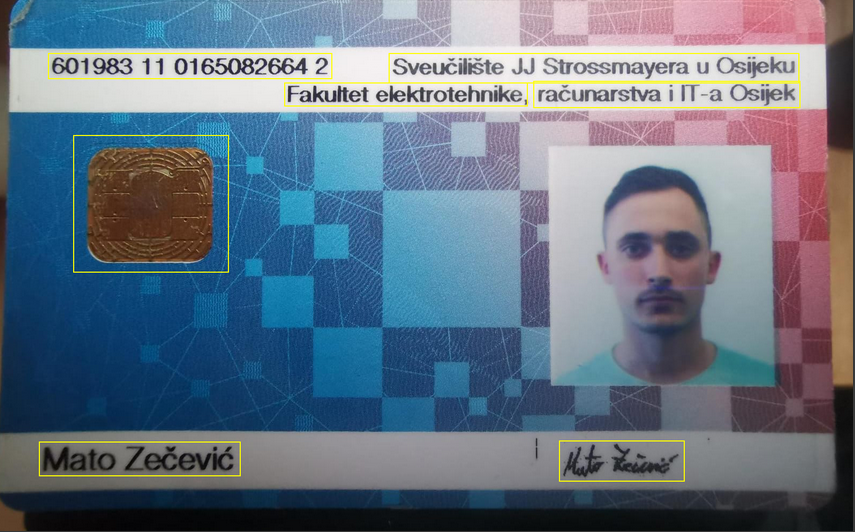 601983 11 0165082664 2
Sveučilište JJ Strossmayera u Osijeku
Fakultet elektrotehnike, računarstva i IT-a Osijek
Mato Zečević
Mato Zečević